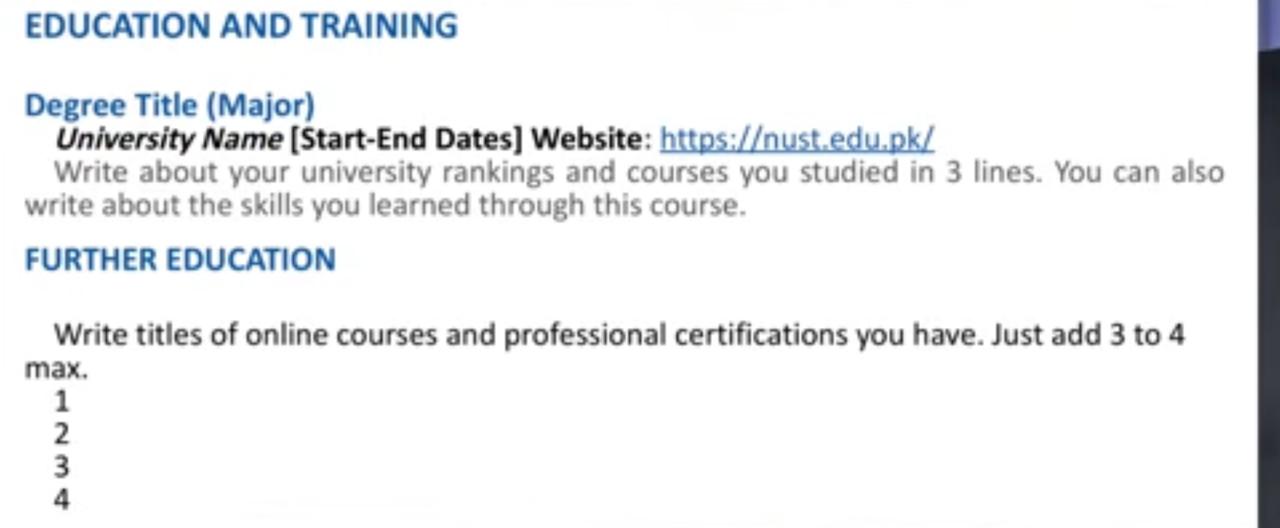 EDUCATION AND TRAINING
Degree Title (Major)
University Name [Start-End Dates] Website: https://nust.edu.pk/
Write about your university rankings and courses you studied in 3 lines. You can also
write about the skills you learned through this course.
FURTHER EDUCATION
Write titles of online courses and professional certifications you have. Just add 3 to 4
max.
1
2
3
4